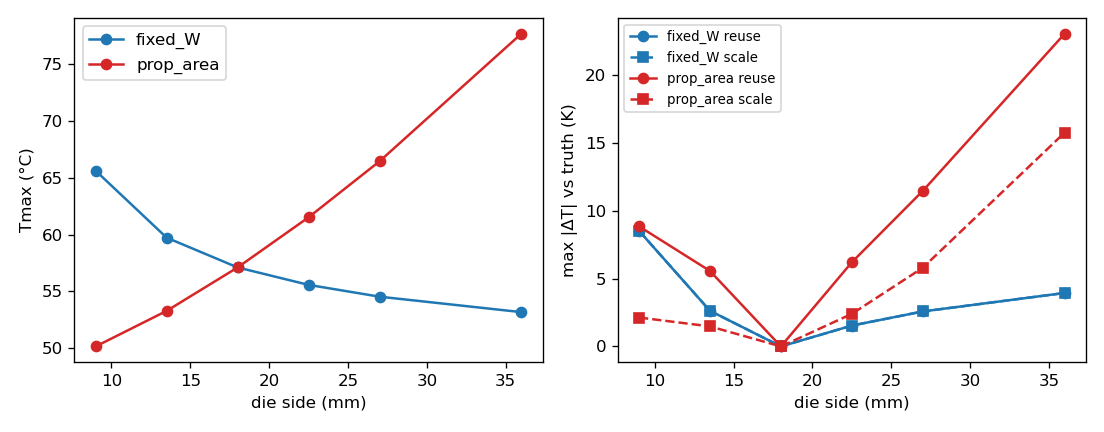 fixed_W
prop_area
75
70
65
60
55
50
Tmax (°C)
10
15
20
25
30
35
die side (mm)
fixed_W reuse
fixed_W scale
prop_area reuse
prop_area scale
20
15
10
5
0
max |ΔT| vs truth (K)
10
15
20
25
30
35
die side (mm)